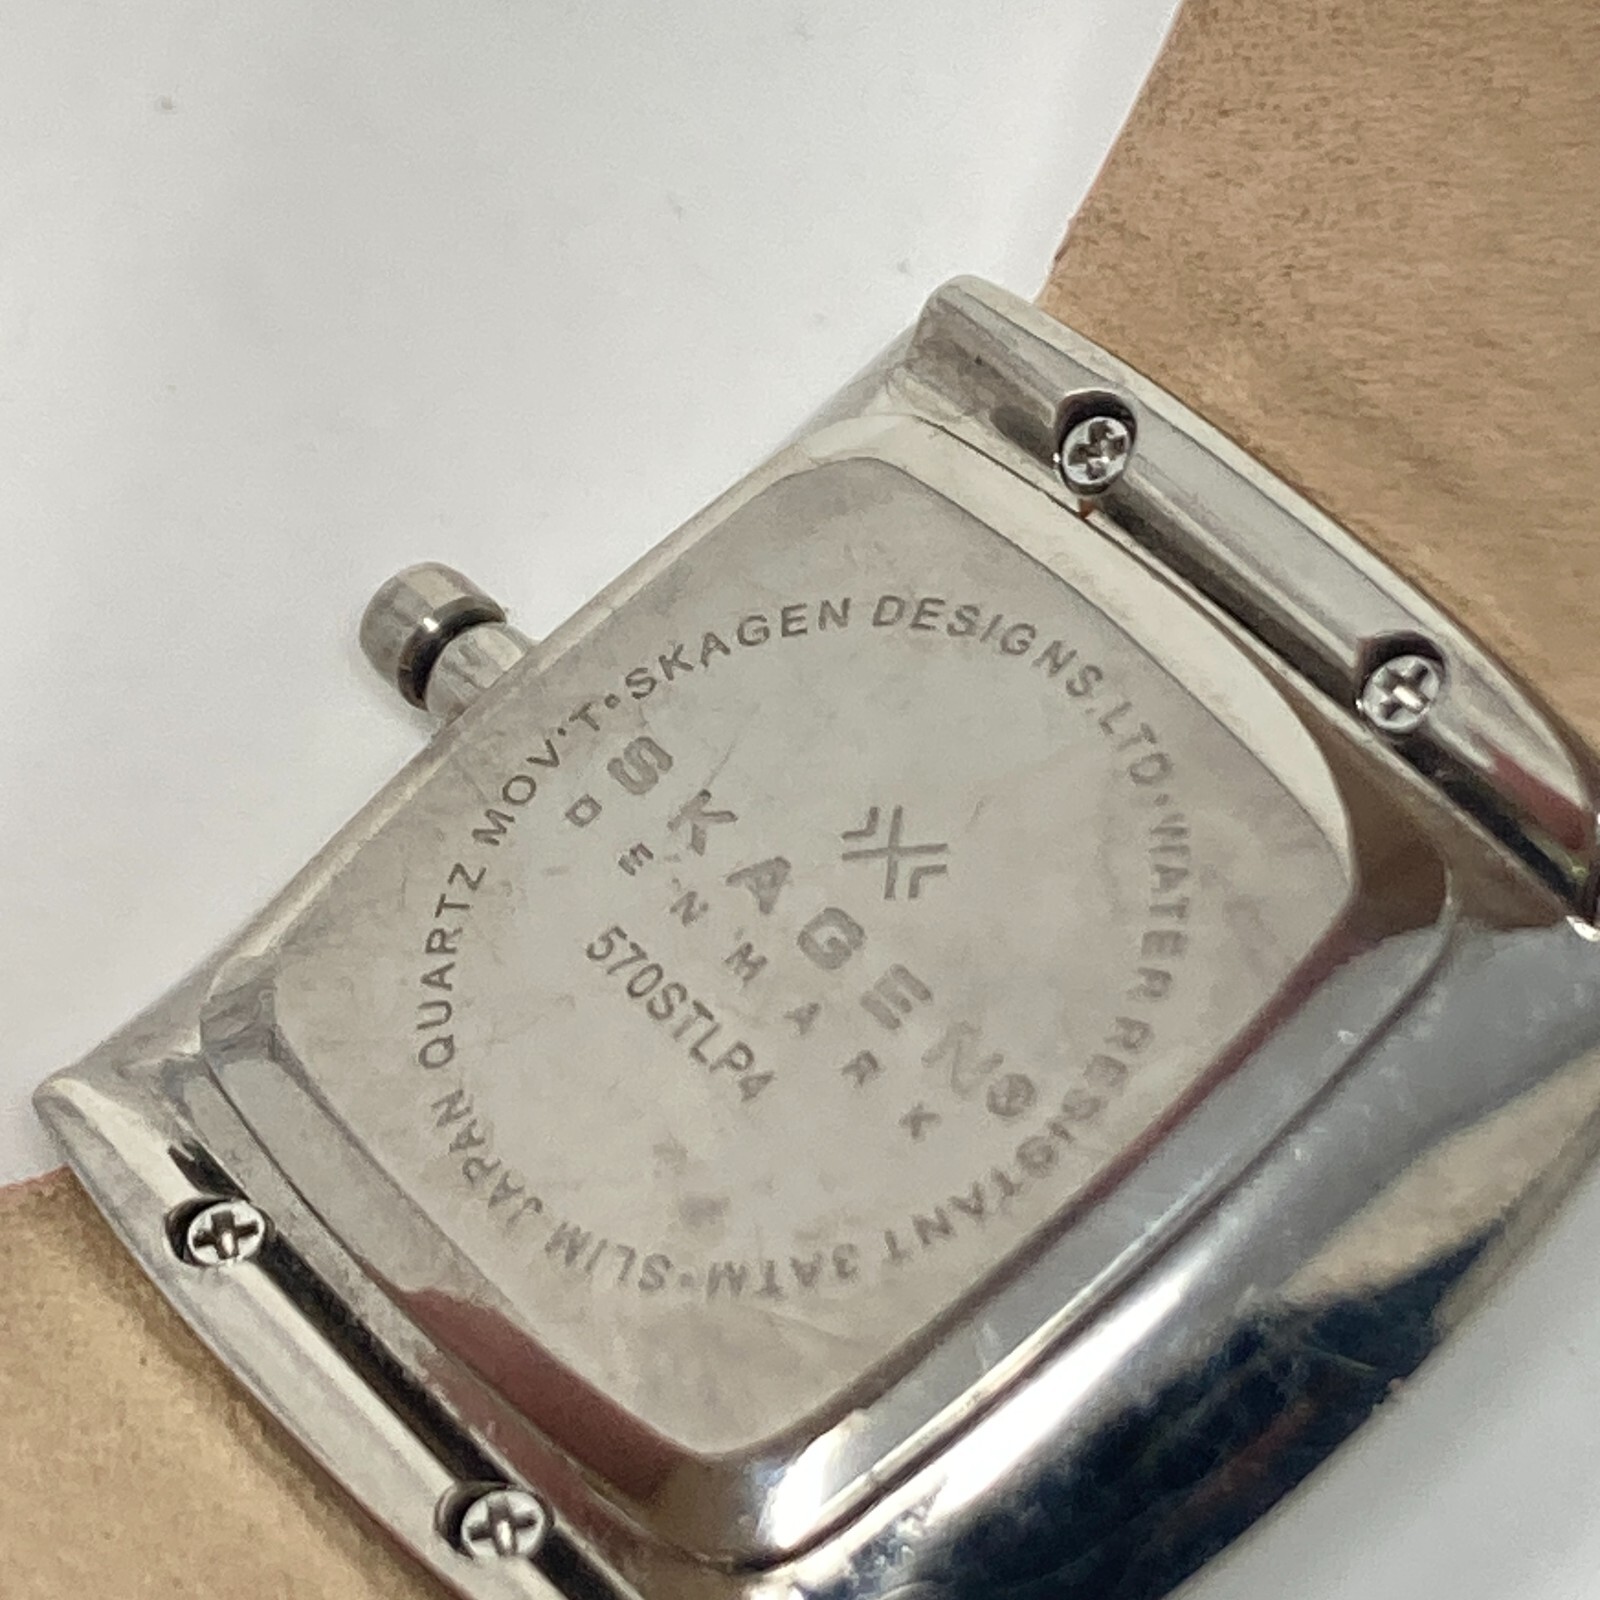 SKAGEN DESIGNS, LTD•WATER RESISTANT 3ATM•SLIM JAPAN QUARTZ MOV'T•
SKAGEN®
DENMARK
570STLP4